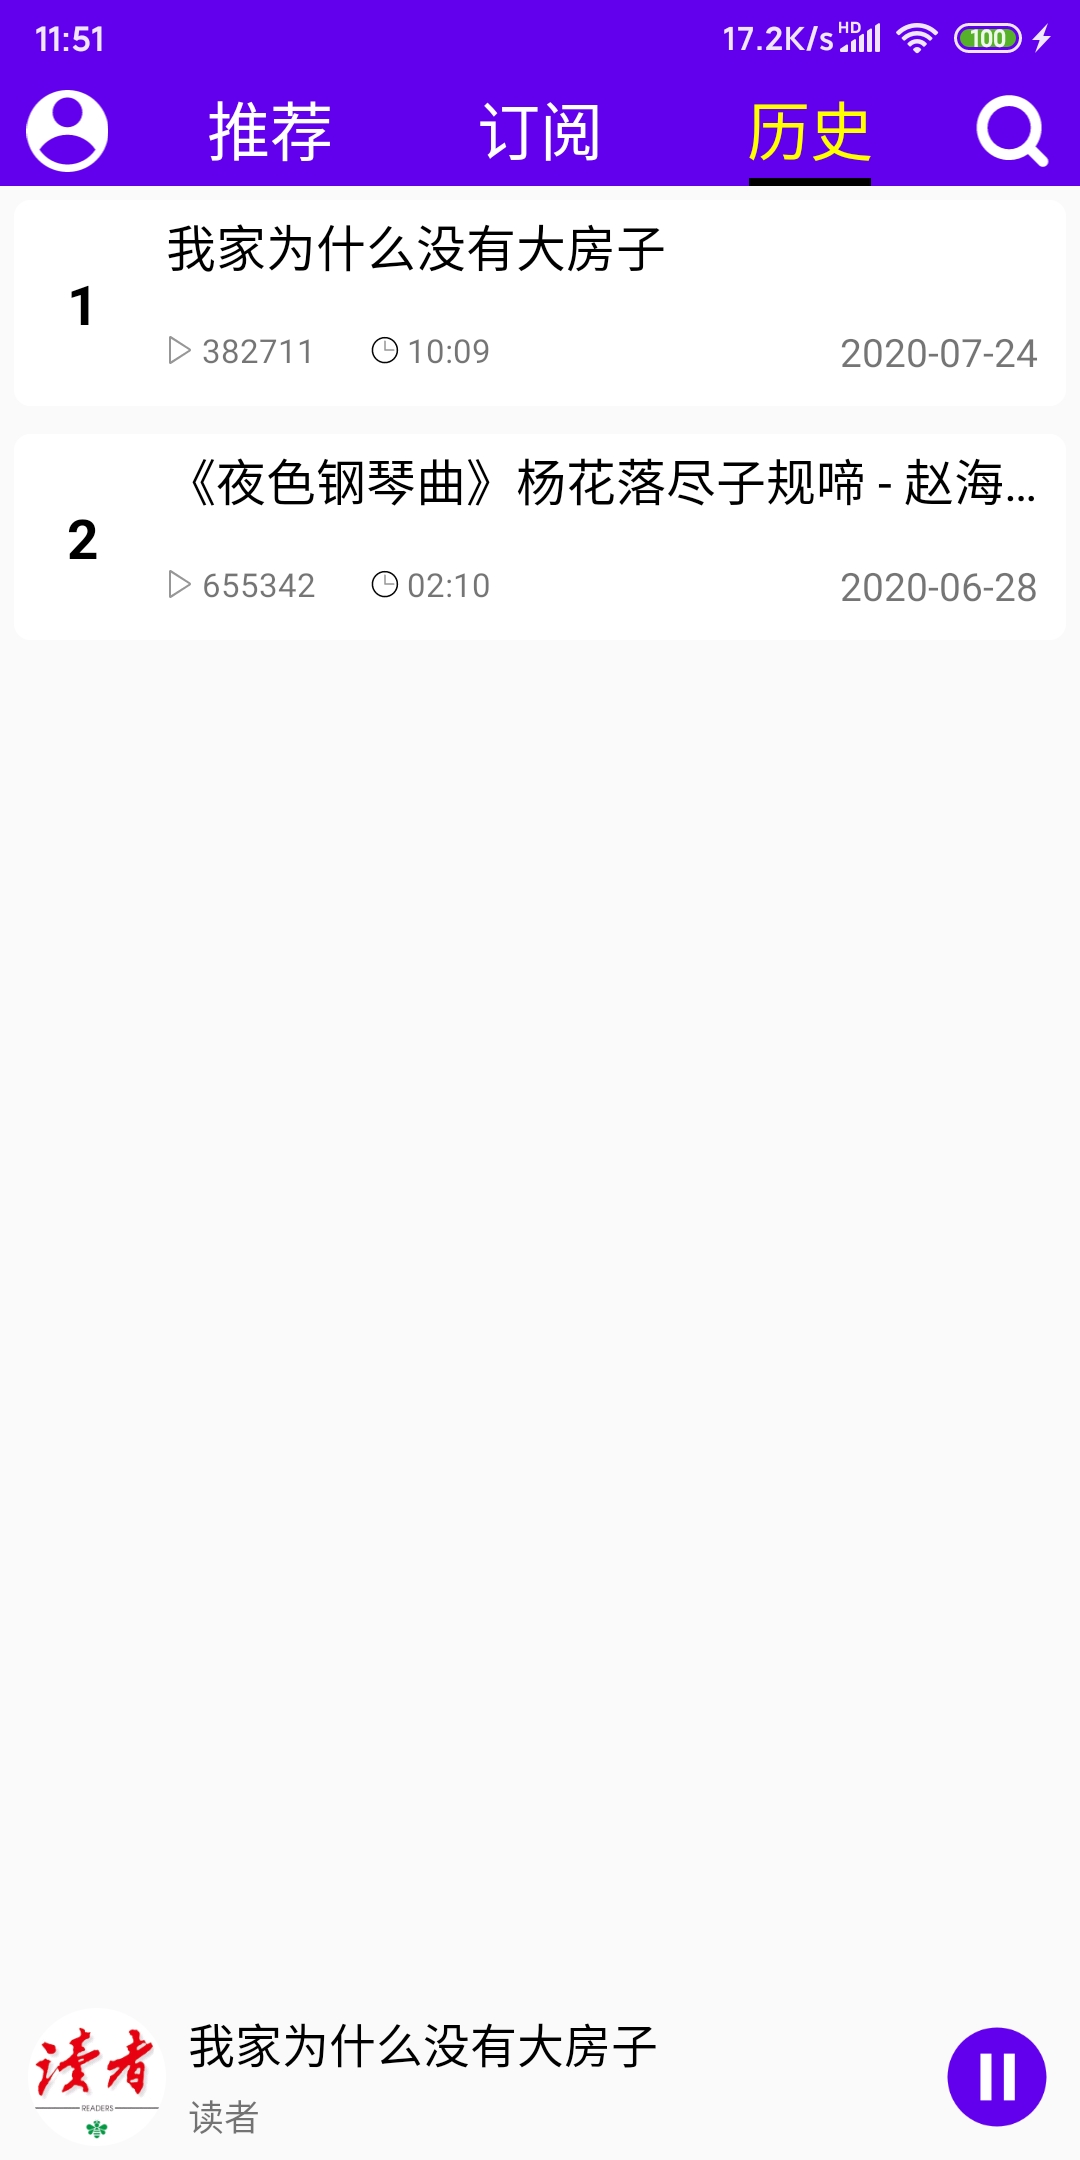 11:51 17.2K/s HD 100
推荐 订阅 历史
我家为什么没有大房子
1
382711 10:09 2020-07-24
《夜色钢琴曲》杨花落尽子规啼 - 赵海...
2
655342 02:10 2020-06-28
读者
READERS
我家为什么没有大房子
读者